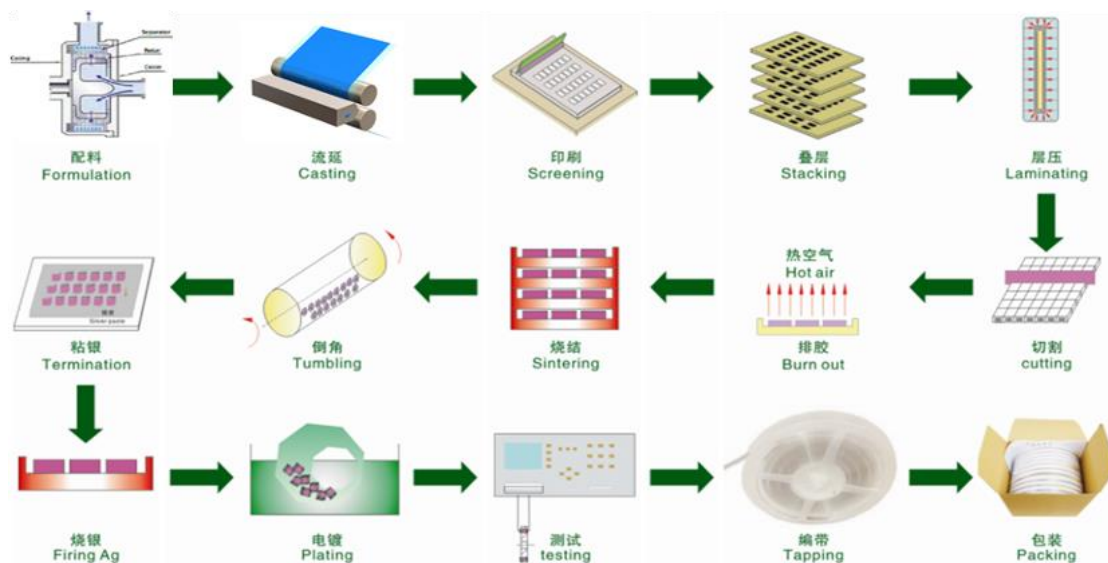 配料
Formulation
流延
Casting
印刷
Screening
叠层
Stacking
层压
Laminating
粘银
Termination
Silver paste
倒角
Tumbling
烧结
Sintering
热空气
Hot air
排胶
Burn out
切割
cutting
烧银
Firing Ag
电镀
Plating
测试
testing
编带
Tapping
包装
Packing